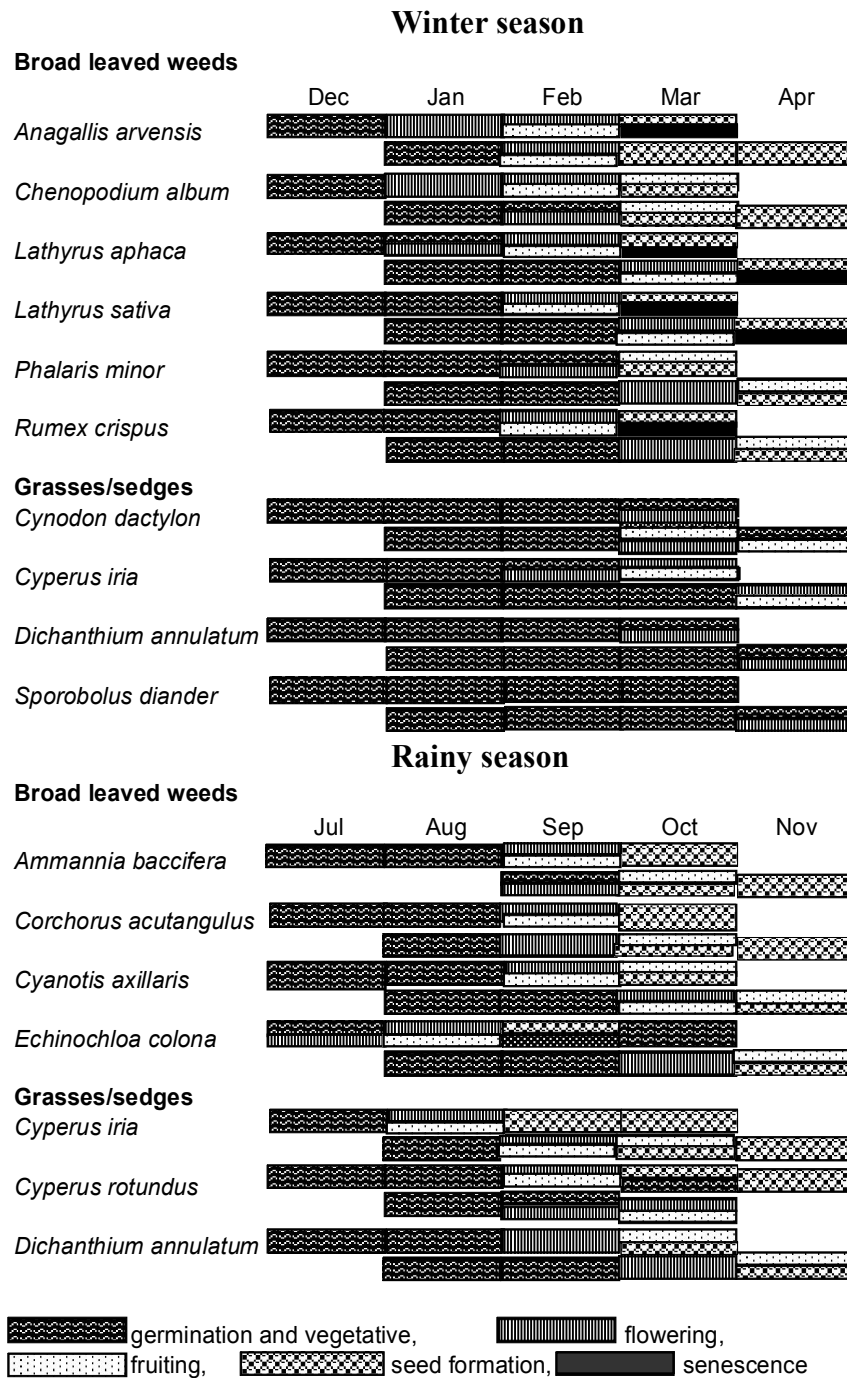 Winter season
Broad leaved weeds
Dec Jan Feb Mar Apr
Anagallis arvensis
Chenopodium album
Lathyrus aphaca
Lathyrus sativa
Phalaris minor
Rumex crispus
Grasses/sedges
Cynodon dactylon
Cyperus iria
Dichanthium annulatum
Sporobolus diander
Rainy season
Broad leaved weeds
Jul Aug Sep Oct Nov
Ammannia baccifera
Corchorus acutangulus
Cyanotis axillaris
Echinochloa colona
Grasses/sedges
Cyperus iria
Cyperus rotundus
Dichanthium annulatum
germination and vegetative, flowering,
fruiting, seed formation, senescence